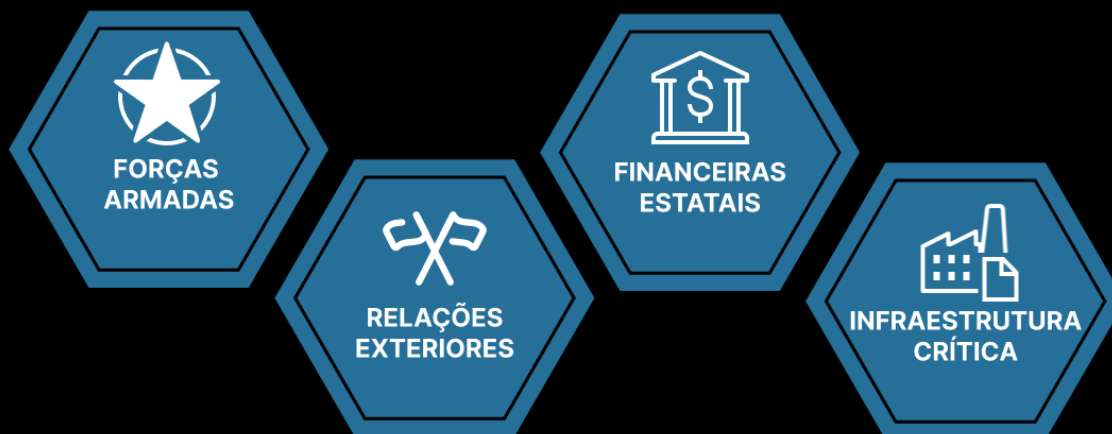 FORÇAS
ARMADAS
RELAÇÕES
EXTERIORES
$
FINANCEIRAS
ESTATAIS
INFRAESTRUTURA
CRÍTICA